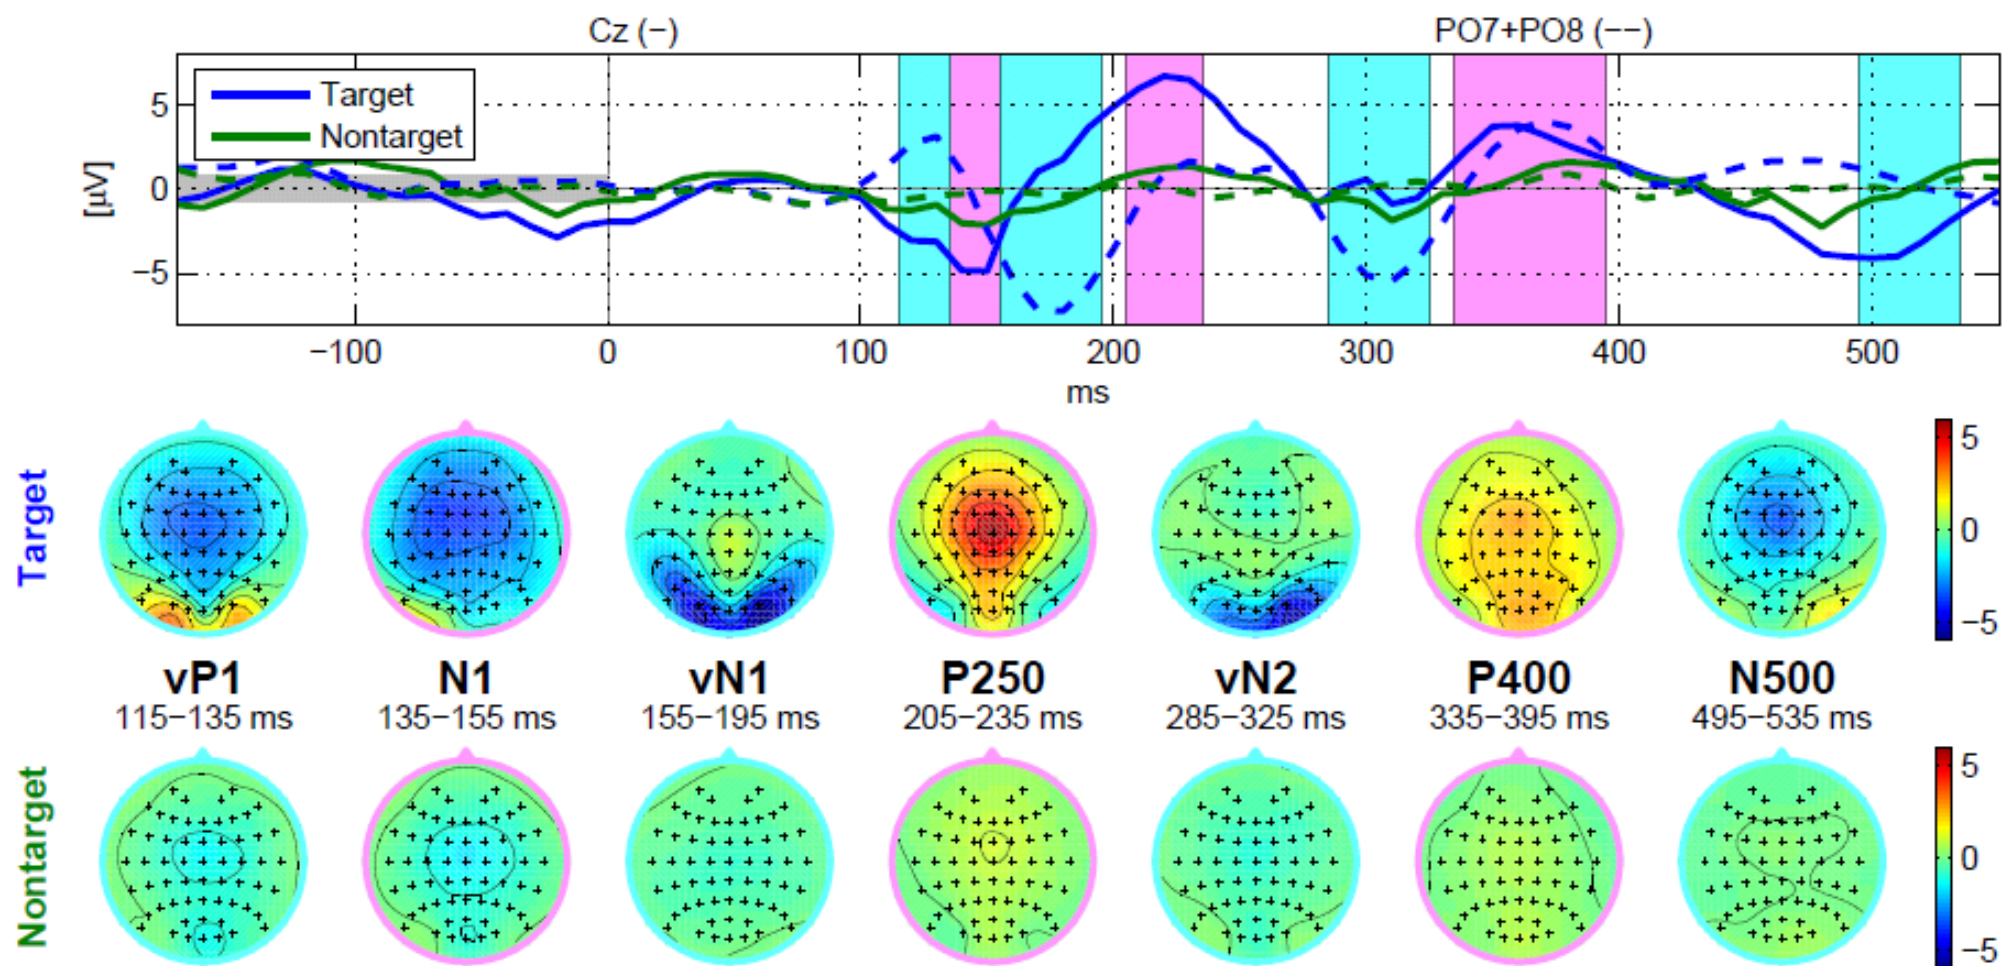 Cz (−) PO7+PO8 (−−)
Target
Nontarget
[µV]
5
0
−5
−100 0 100 200 300 400 500
ms
Target
5
0
−5
vP1 N1 vN1 P250 vN2 P400 N500
115−135 ms 135−155 ms 155−195 ms 205−235 ms 285−325 ms 335−395 ms 495−535 ms
Nontarget
5
0
−5